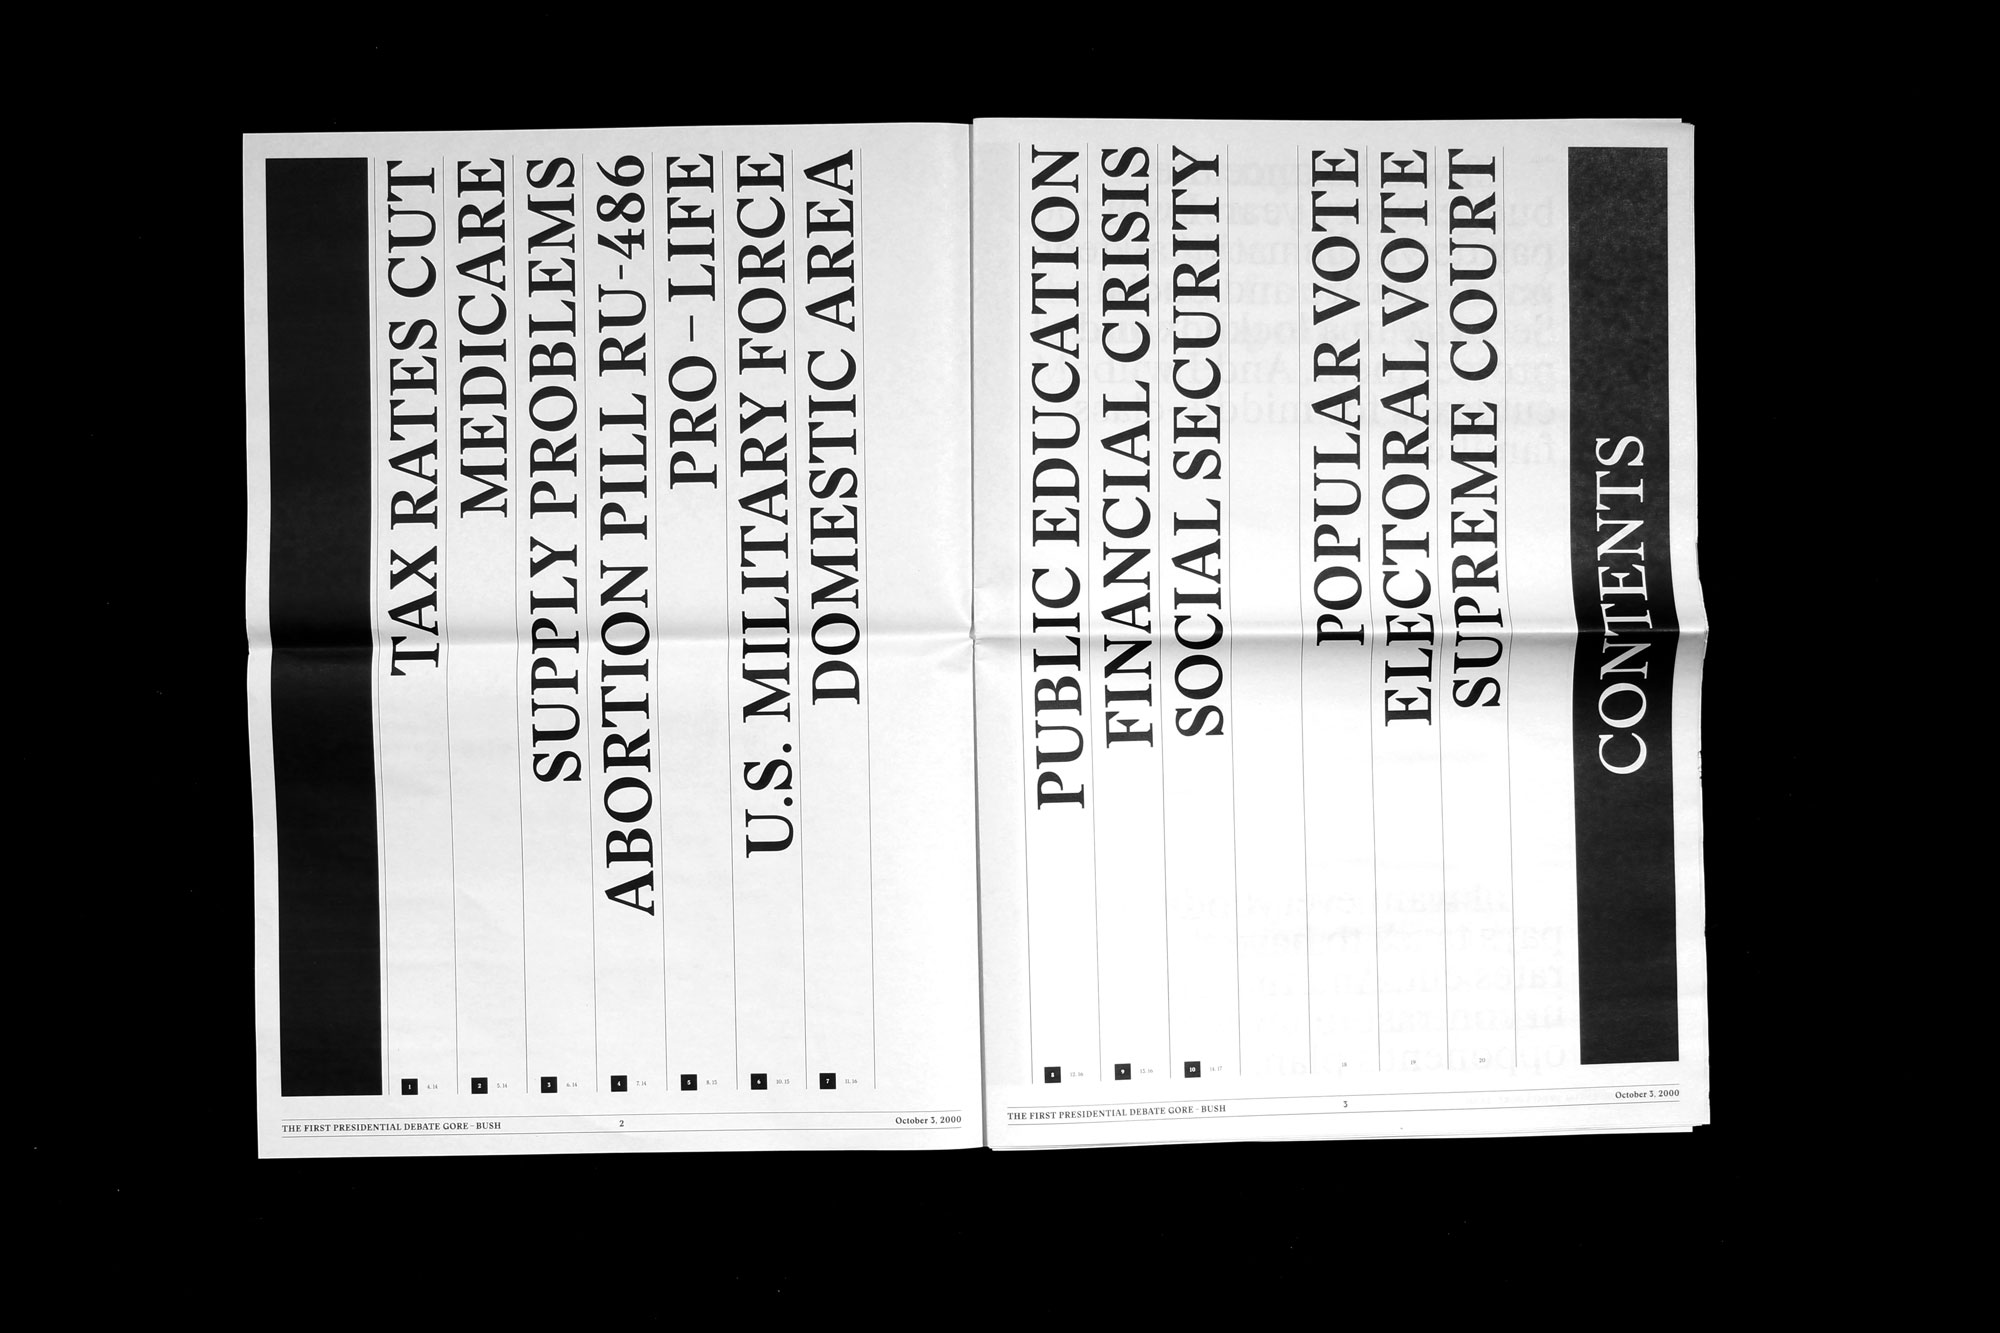 TAX RATES CUT
MEDICARE
SUPPLY PROBLEMS
ABORTION PILL RU-486
PRO – LIFE
U.S. MILITARY FORCE
DOMESTIC AREA
1 4, 14
2 5, 14
3 6, 14
4 7, 14
5 8, 15
6 10, 15
7 11, 16
THE FIRST PRESIDENTIAL DEBATE GORE – BUSH
2
October 3, 2000
PUBLIC EDUCATION
FINANCIAL CRISIS
SOCIAL SECURITY
POPULAR VOTE
ELECTORAL VOTE
SUPREME COURT
CONTENTS
8 12, 16
9 13, 16
10 14, 17
18
19
20
THE FIRST PRESIDENTIAL DEBATE GORE – BUSH
3
October 3, 2000